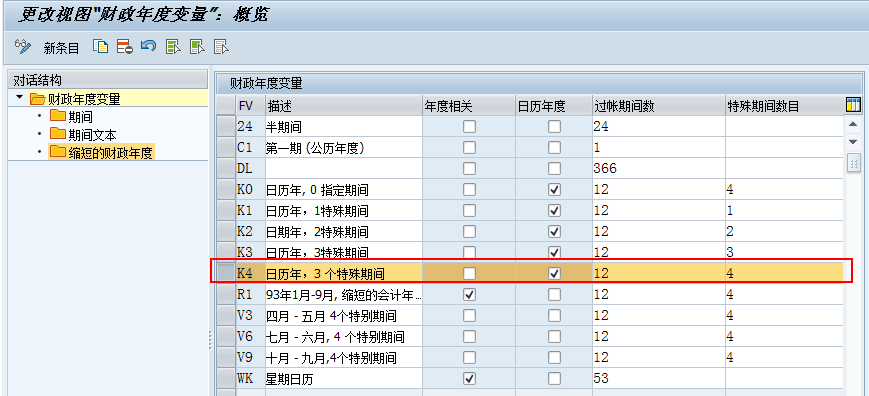 更改视图"财政年度变量": 概览
新条目
对话结构
财政年度变量
期间
期间文本
缩短的财政年度
财政年度变量
FV 描述 年度相关 日历年度 过帐期间数 特殊期间数目
24 半期间 24
C1 第一期 (公历年度) 1
DL 366
K0 日历年, 0 指定期间 12 4
K1 日历年，1特殊期间 12 1
K2 日期年，2特殊期间 12 2
K3 日历年，3特殊期间 12 3
K4 日历年，3 个特殊期间 12 4
R1 93年1月-9月, 缩短的会计年... 12 4
V3 四月 - 五月 4个特别期间 12 4
V6 七月 - 六月, 4 个特别期间 12 4
V9 十月 - 九月,4个特别期间 12 4
WK 星期日历 53